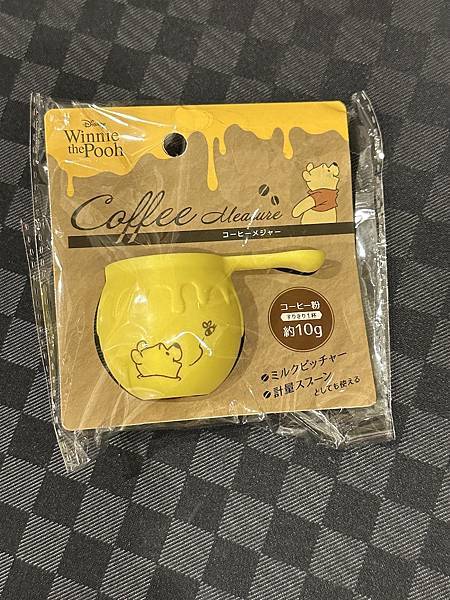 Disney
Winnie
the Pooh
Coffee Measure
コーヒーメジャー
コーヒー粉
すりきり1杯
約10g
ミルクピッチャー
計量スプーン
としても使える